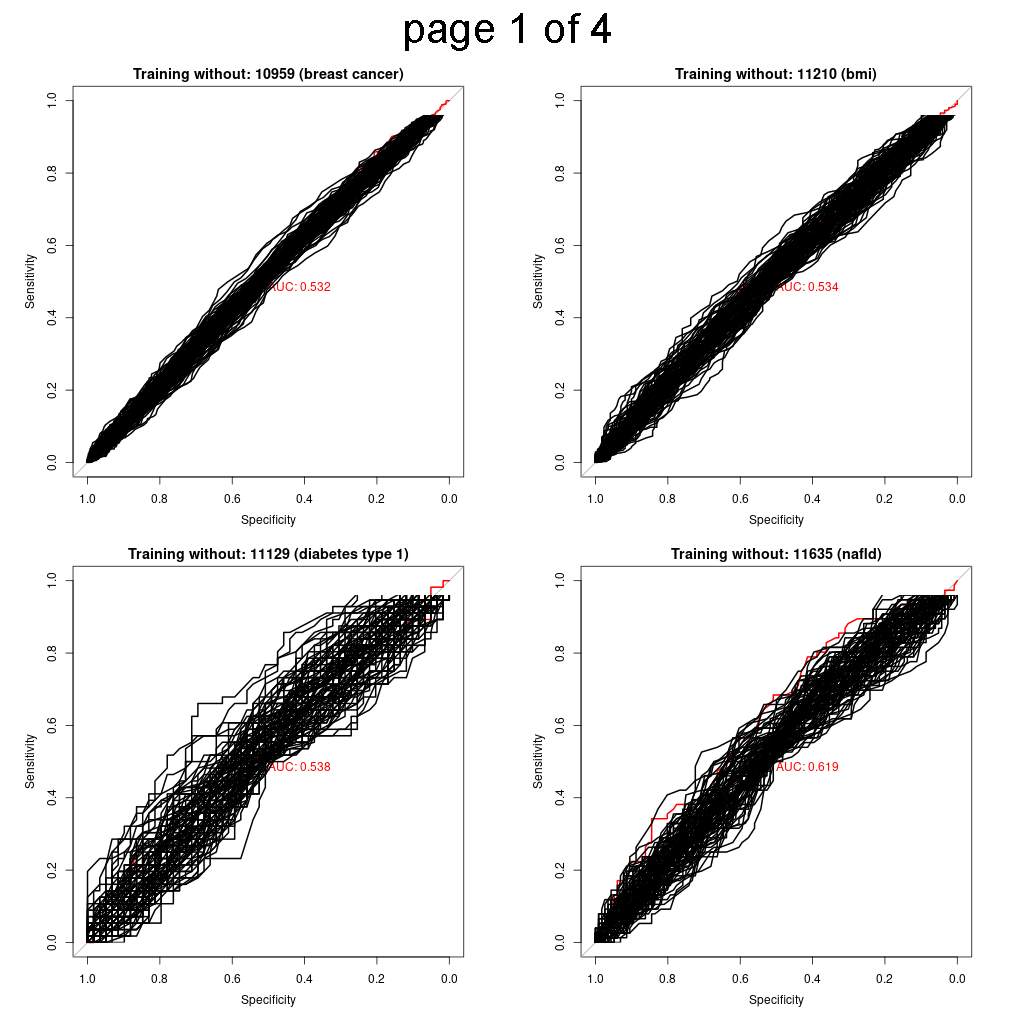 page 1 of 4
Training without: 10959 (breast cancer)
1.0
0.8
0.6
0.4
0.2
0.0
Sensitivity
AUC: 0.532
1.0 0.8 0.6 0.4 0.2 0.0
Specificity
Training without: 11210 (bmi)
1.0
0.8
0.6
0.4
0.2
0.0
Sensitivity
AUC: 0.534
1.0 0.8 0.6 0.4 0.2 0.0
Specificity
Training without: 11129 (diabetes type 1)
1.0
0.8
0.6
0.4
0.2
0.0
Sensitivity
AUC: 0.538
1.0 0.8 0.6 0.4 0.2 0.0
Specificity
Training without: 11635 (nafld)
1.0
0.8
0.6
0.4
0.2
0.0
Sensitivity
AUC: 0.619
1.0 0.8 0.6 0.4 0.2 0.0
Specificity